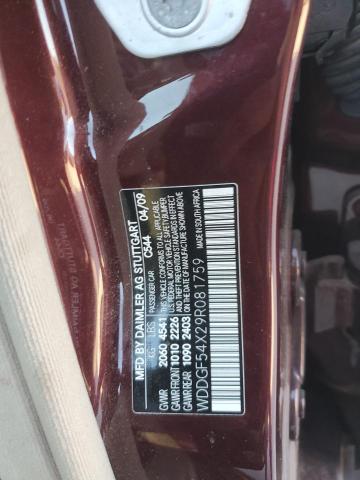 MFD BY DAIMLER AG STUTTGART
PASSENGER CAR C544 04/09
KG LBS
GVWR 2060 4541
GAWR FRONT 1010 2226
GAWR REAR 1090 2403
THIS VEHICLE CONFORMS TO ALL APPLICABLE
U.S. FEDERAL MOTOR VEHICLE SAFETY/BUMPER/
THEFT PREVENTION STANDARDS IN EFFECT
ON THE DATE OF MANUFACTURE SHOWN ABOVE.
MADE IN SOUTH AFRICA
WDDGF54X29R081759